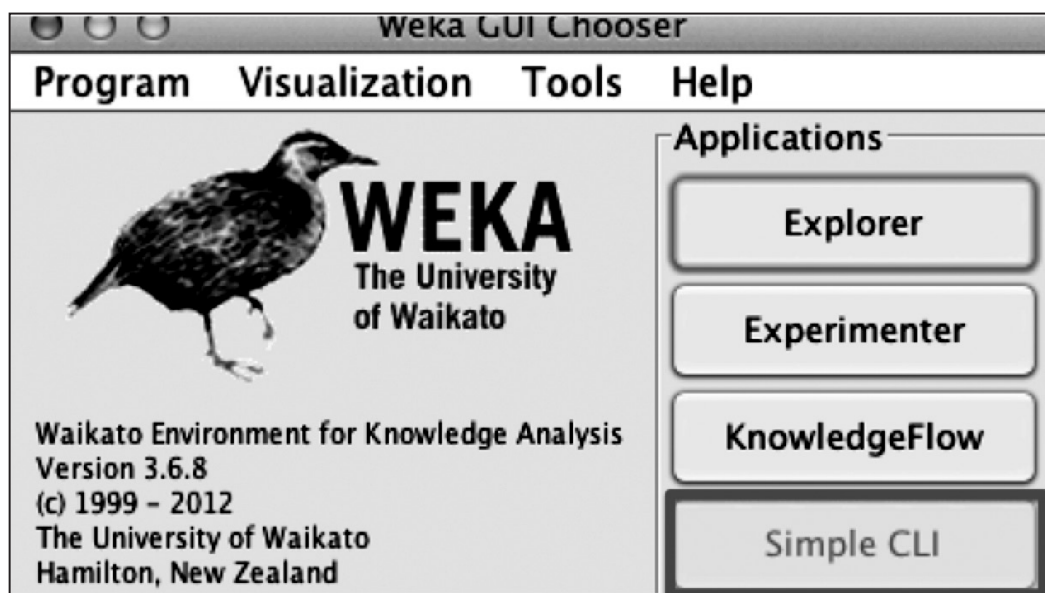 Weka GUI Chooser
Program Visualization Tools Help
WEKA
The University
of Waikato
Waikato Environment for Knowledge Analysis
Version 3.6.8
(c) 1999 – 2012
The University of Waikato
Hamilton, New Zealand
Applications
Explorer
Experimenter
KnowledgeFlow
Simple CLI